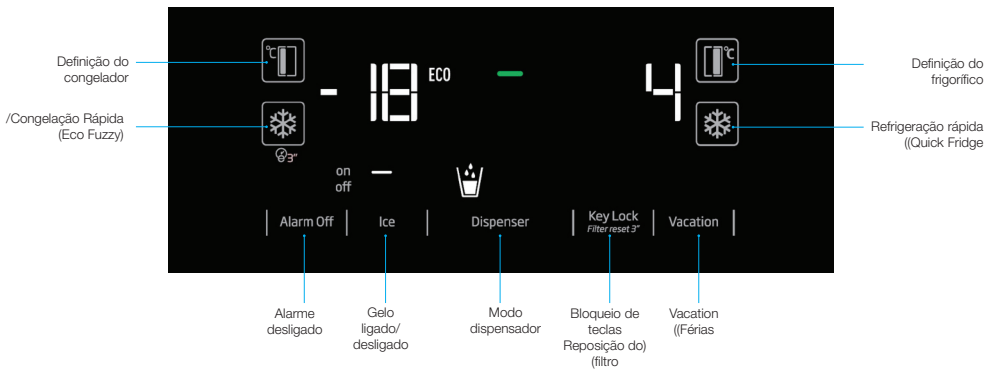 Definição do
congelador
/Congelação Rápida
(Eco Fuzzy)
°C
- 18 ECO
3"
4
°C
Definição do
frigorífico
Refrigeração rápida
((Quick Fridge
on
off
Alarm Off
Ice
Dispenser
Key Lock
Filter reset 3"
Vacation
Alarme
desligado
Gelo
ligado/
desligado
Modo
dispensador
Bloqueio de
teclas
Reposição do)
(filtro
Vacation
((Férias